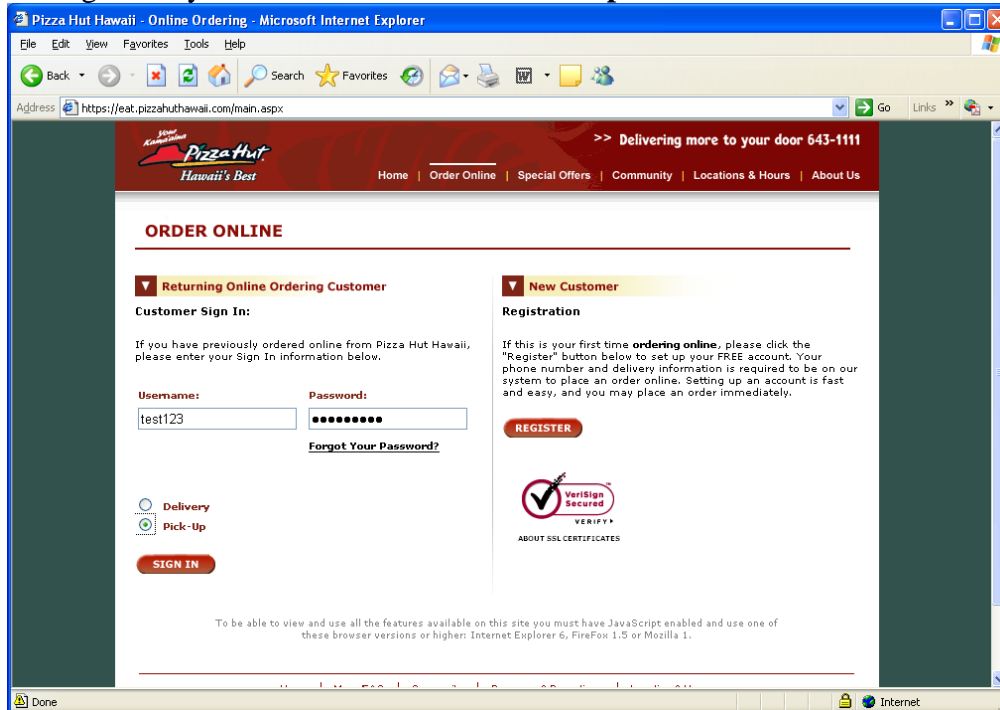 Pizza Hut Hawaii - Online Ordering - Microsoft Internet Explorer
File Edit View Favorites Tools Help
Back Search Favorites
Address https://eat.pizzahuthawaii.com/main.aspx Go Links »
Your
Kama'aina
Pizza Hut.
Hawaii's Best
>> Delivering more to your door 643-1111
Home | Order Online | Special Offers | Community | Locations & Hours | About Us
ORDER ONLINE
Returning Online Ordering Customer
Customer Sign In:
If you have previously ordered online from Pizza Hut Hawaii,
please enter your Sign In information below.
Username: Password:
test123 •••••••••
Forgot Your Password?
Delivery
Pick-Up
SIGN IN
New Customer
Registration
If this is your first time ordering online, please click the
"Register" button below to set up your FREE account. Your
phone number and delivery information is required to be on our
system to place an order online. Setting up an account is fast
and easy, and you may place an order immediately.
REGISTER
VeriSign
Secured
VERIFY
ABOUT SSL CERTIFICATES
To be able to view and use all the features available on this site you must have JavaScript enabled and use one of
these browser versions or higher: Internet Explorer 6, FireFox 1.5 or Mozilla 1.
Done Internet